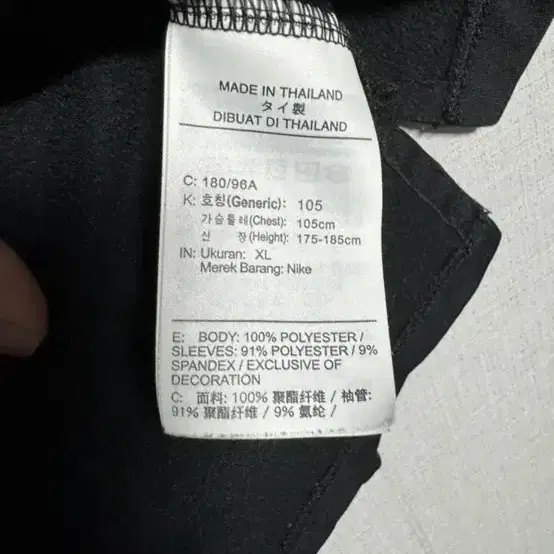 MADE IN THAILAND
タイ製
DIBUAT DI THAILAND
C: 180/96A
K: 호칭(Generic): 105
가슴둘레(Chest): 105cm
신 장(Height): 175-185cm
IN: Ukuran: XL
Merek Barang: Nike
E: BODY: 100% POLYESTER /
SLEEVES: 91% POLYESTER / 9%
SPANDEX / EXCLUSIVE OF
DECORATION
C: 面料: 100% 聚酯纤维 / 袖管:
91% 聚酯纤维 / 9% 氨纶 /